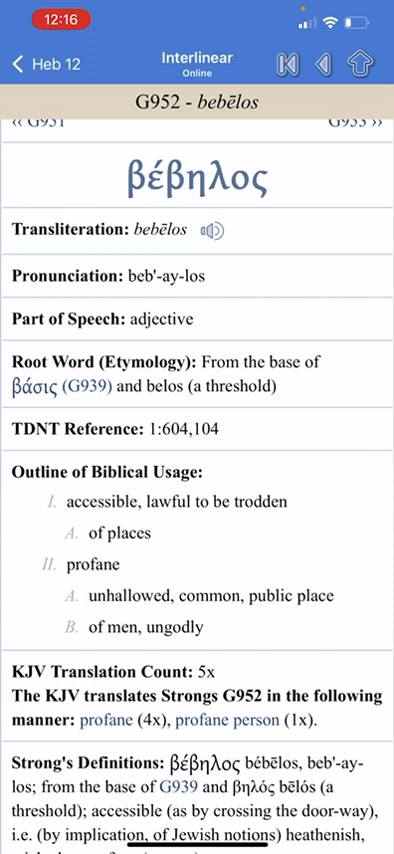 12:16
Heb 12
Interlinear
Online
G952 - bebēlos
‹‹ G951 G953 ››
βέβηλος
Transliteration: bebēlos
Pronunciation: beb'-ay-los
Part of Speech: adjective
Root Word (Etymology): From the base of
βάσις (G939) and belos (a threshold)
TDNT Reference: 1:604,104
Outline of Biblical Usage:
I. accessible, lawful to be trodden
A. of places
II. profane
A. unhallowed, common, public place
B. of men, ungodly
KJV Translation Count: 5x
The KJV translates Strongs G952 in the following
manner: profane (4x), profane person (1x).
Strong's Definitions: βέβηλος bébēlos, beb'-ay-
los; from the base of G939 and βηλός bēlós (a
threshold); accessible (as by crossing the door-way),
i.e. (by implication, of Jewish notions) heathenish,